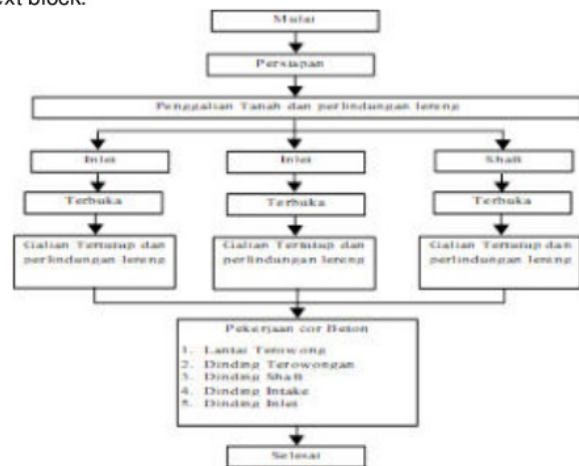 ext block.
Mulai
Persiapan
Penggalian Tanah dan perlindungan lereng
Inlet
Inlet
Shaft
Terbuka
Terbuka
Terbuka
Galian Tertutup dan
perlindungan lereng
Galian Tertutup dan
perlindungan lereng
Galian Tertutup dan
perlindungan lereng
Pekerjaan cor Beton
1. Lantai Terowong
2. Dinding Terowongan
3. Dinding Shaft
4. Dinding Intake
5. Dinding Inlet
Selesai